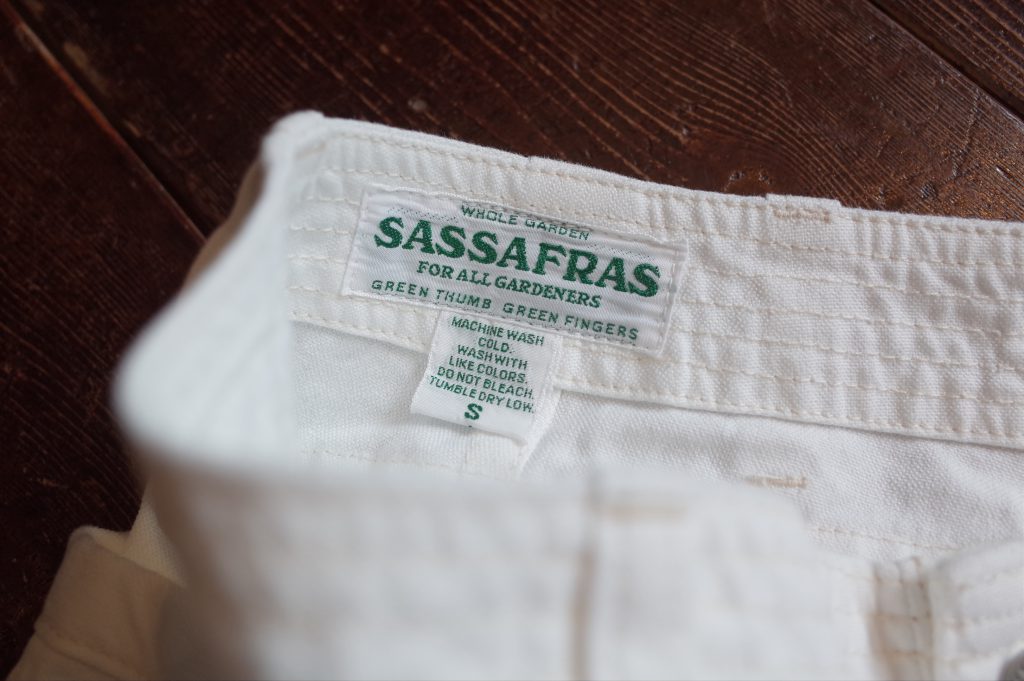 WHOLE GARDEN
SASSAFRAS
FOR ALL GARDENERS
GREEN THUMB GREEN FINGERS
MACHINE WASH
COLD.
WASH WITH
LIKE COLORS.
DO NOT BLEACH.
TUMBLE DRY LOW.
S